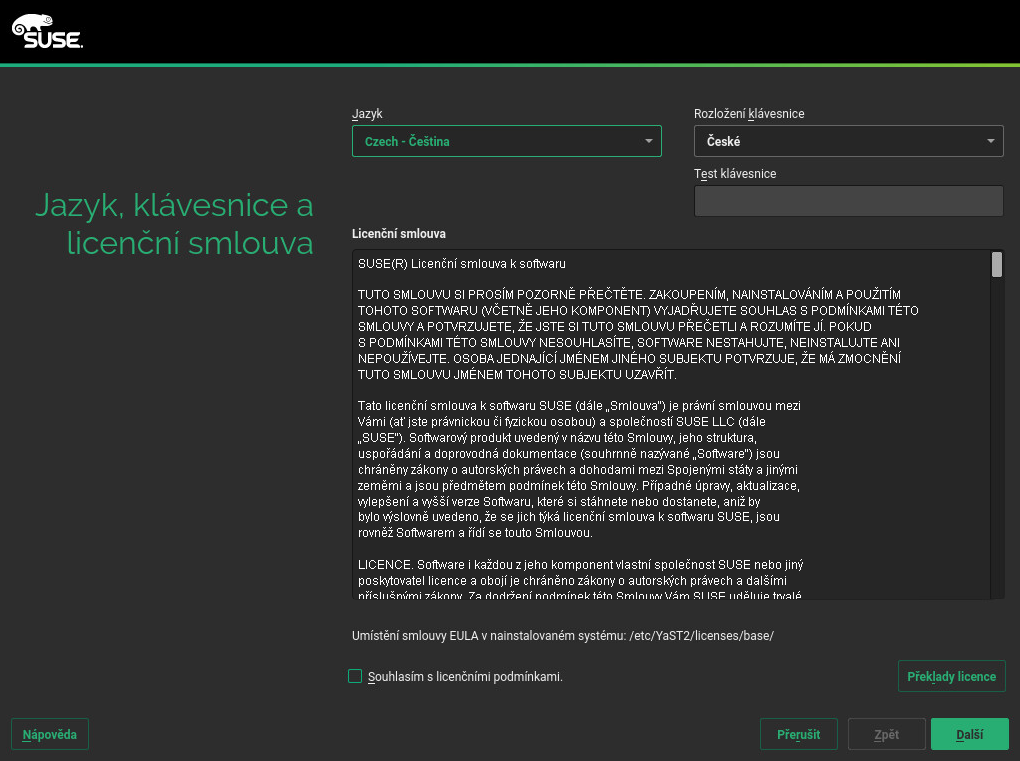 SUSE.
Jazyk
Rozložení klávesnice
Czech - Čeština
České
Test klávesnice
Jazyk, klávesnice a
licenční smlouva
Licenční smlouva
SUSE(R) Licenční smlouva k softwaru
TUTO SMLOUVU SI PROSÍM POZORNĚ PŘEČTĚTE. ZAKOUPENÍM, NAINSTALOVÁNÍM A POUŽITÍM
TOHOTO SOFTWARU (VČETNĚ JEHO KOMPONENT) VYJADŘUJETE SOUHLAS S PODMÍNKAMI TÉTO
SMLOUVY A POTVRZUJETE, ŽE JSTE SI TUTO SMLOUVU PŘEČETLI A ROZUMÍTE JÍ. POKUD
S PODMÍNKAMI TÉTO SMLOUVY NESOUHLASÍTE, SOFTWARE NESTAHUJTE, NEINSTALUJTE ANI
NEPOUŽÍVEJTE. OSOBA JEDNAJÍCÍ JMÉNEM JINÉHO SUBJEKTU POTVRZUJE, ŽE MÁ ZMOCNĚNÍ
TUTO SMLOUVU JMÉNEM TOHOTO SUBJEKTU UZAVŘÍT.
Tato licenční smlouva k softwaru SUSE (dále „Smlouva") je právní smlouvou mezi
Vámi (ať jste právnickou či fyzickou osobou) a společností SUSE LLC (dále
„SUSE"). Softwarový produkt uvedený v názvu této Smlouvy, jeho struktura,
uspořádání a doprovodná dokumentace (souhrnně nazývané „Software") jsou
chráněny zákony o autorských právech a dohodami mezi Spojenými státy a jinými
zeměmi a jsou předmětem podmínek této Smlouvy. Případné úpravy, aktualizace,
vylepšení a vyšší verze Softwaru, které si stáhnete nebo dostanete, aniž by
bylo výslovně uvedeno, že se jich týká licenční smlouva k softwaru SUSE, jsou
rovněž Softwarem a řídí se touto Smlouvou.
LICENCE. Software i každou z jeho komponent vlastní společnost SUSE nebo jiný
poskytovatel licence a obojí je chráněno zákony o autorských právech a dalšími
příslušnými zákony. Za dodržení podmínek této Smlouvy Vám SUSE uděluje trvalé
Umístění smlouvy EULA v nainstalovaném systému: /etc/YaST2/licenses/base/
Souhlasím s licenčními podmínkami.
Překlady licence
Nápověda
Přerušit
Zpět
Další